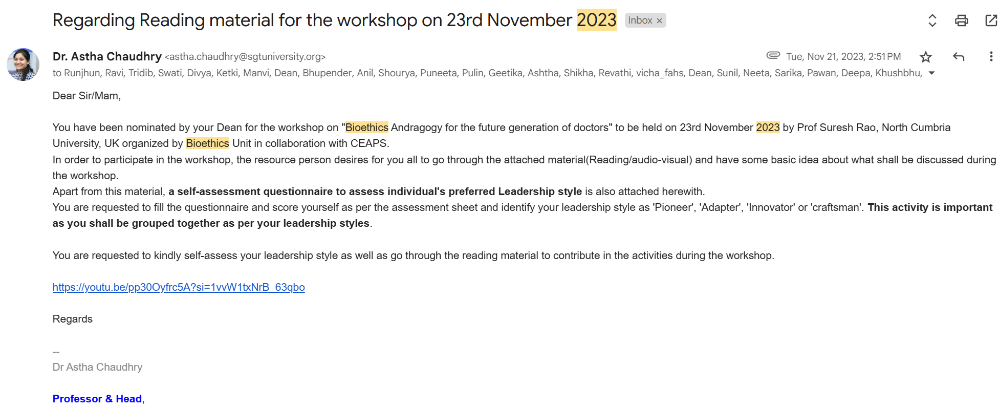 Regarding Reading material for the workshop on 23rd November 2023 Inbox ×
Dr. Astha Chaudhry <astha.chaudhry@sgtuniversity.org> Tue, Nov 21, 2023, 2:51 PM
to Runjhun, Ravi, Tridib, Swati, Divya, Ketki, Manvi, Dean, Bhupender, Anil, Shourya, Puneeta, Pulin, Geetika, Ashtha, Shikha, Revathi, vicha_fahs, Dean, Sunil, Neeta, Sarika, Pawan, Deepa, Khushbhu,
Dear Sir/Mam,
You have been nominated by your Dean for the workshop on "Bioethics Andragogy for the future generation of doctors" to be held on 23rd November 2023 by Prof Suresh Rao, North Cumbria
University, UK organized by Bioethics Unit in collaboration with CEAPS.
In order to participate in the workshop, the resource person desires for you all to go through the attached material(Reading/audio-visual) and have some basic idea about what shall be discussed during
the workshop.
Apart from this material, a self-assessment questionnaire to assess individual's preferred Leadership style is also attached herewith.
You are requested to fill the questionnaire and score yourself as per the assessment sheet and identify your leadership style as 'Pioneer', 'Adapter', 'Innovator' or 'craftsman'. This activity is important
as you shall be grouped together as per your leadership styles.
You are requested to kindly self-assess your leadership style as well as go through the reading material to contribute in the activities during the workshop.
https://youtu.be/pp30Oyfrc5A?si=1vvW1txNrB_63qbo
Regards
--
Dr Astha Chaudhry
Professor & Head,